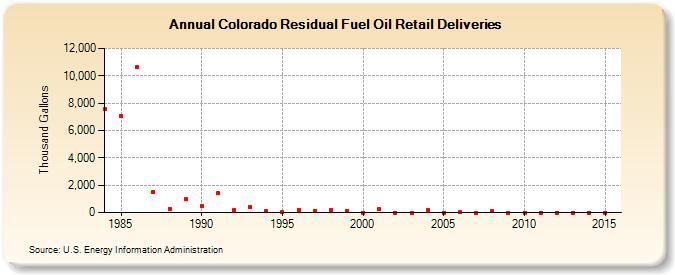 Annual Colorado Residual Fuel Oil Retail Deliveries
Thousand Gallons
12,000
10,000
8,000
6,000
4,000
2,000
0
1985 1990 1995 2000 2005 2010 2015
Source: U.S. Energy Information Administration